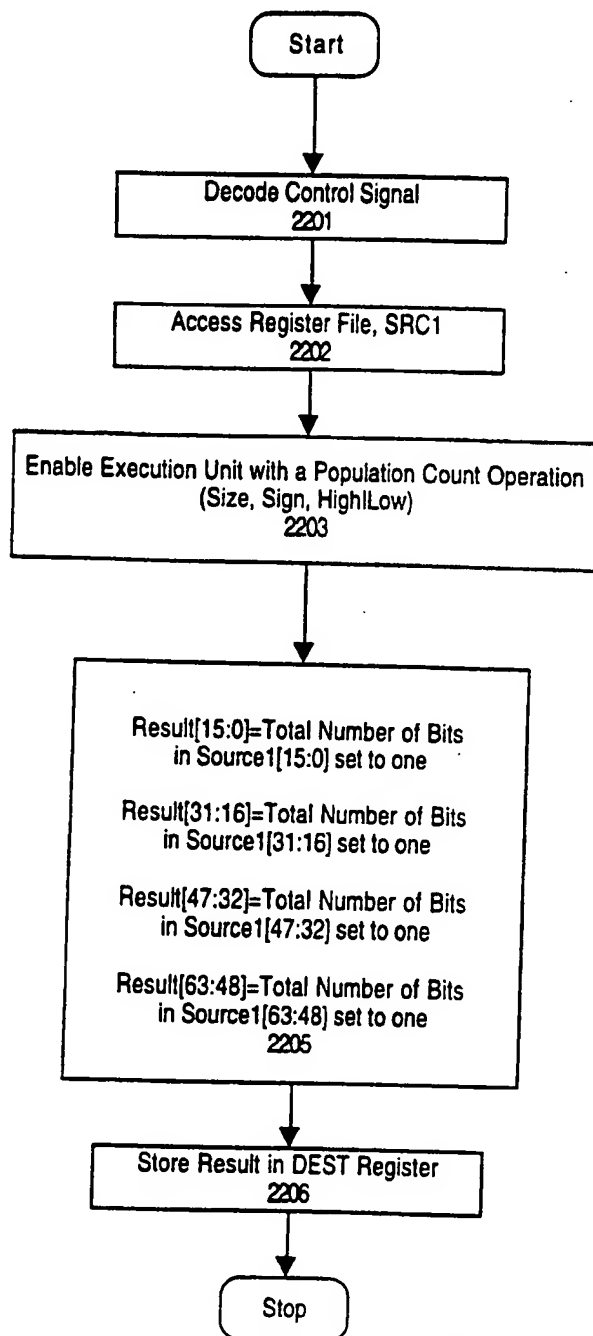 Start
Decode Control Signal
2201
Access Register File, SRC1
2202
Enable Execution Unit with a Population Count Operation
(Size, Sign, High|Low)
2203
Result[15:0]=Total Number of Bits
in Source1[15:0] set to one
Result[31:16]=Total Number of Bits
in Source1[31:16] set to one
Result[47:32]=Total Number of Bits
in Source1[47:32] set to one
Result[63:48]=Total Number of Bits
in Source1[63:48] set to one
2205
Store Result in DEST Register
2206
Stop